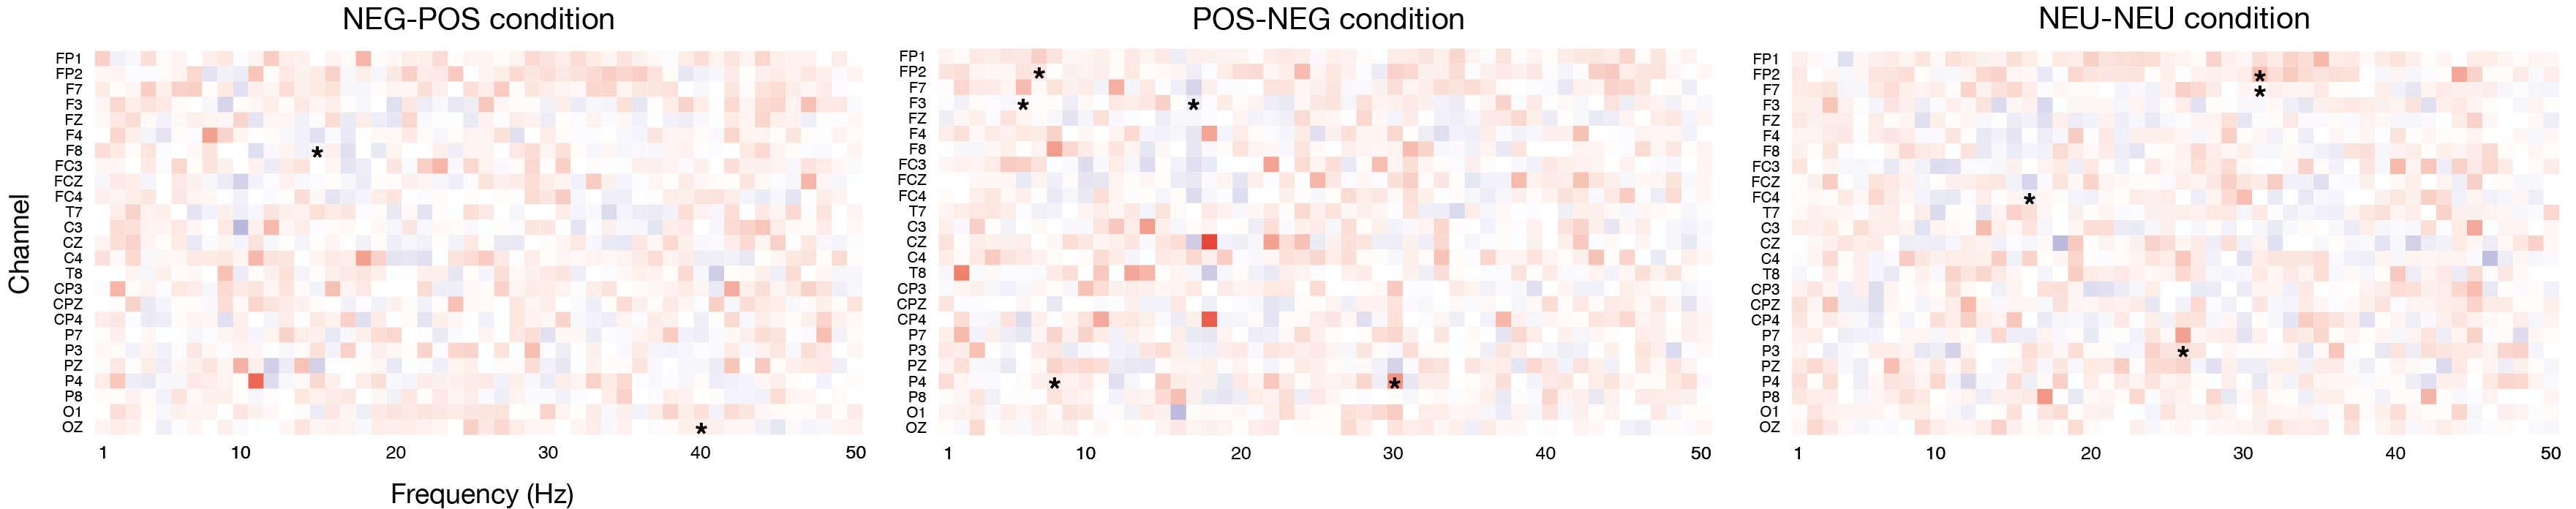 NEG-POS condition
POS-NEG condition
NEU-NEU condition
Channel
FP1
FP2
F7
F3
FZ
F4
F8
FC3
FCZ
FC4
T7
C3
CZ
C4
T8
CP3
CPZ
CP4
P7
P3
PZ
P4
P8
O1
OZ
1 10 20 30 40 50
Frequency (Hz)
FP1
FP2
F7
F3
FZ
F4
F8
FC3
FCZ
FC4
T7
C3
CZ
C4
T8
CP3
CPZ
CP4
P7
P3
PZ
P4
P8
O1
OZ
1 10 20 30 40 50
FP1
FP2
F7
F3
FZ
F4
F8
FC3
FCZ
FC4
T7
C3
CZ
C4
T8
CP3
CPZ
CP4
P7
P3
PZ
P4
P8
O1
OZ
1 10 20 30 40 50